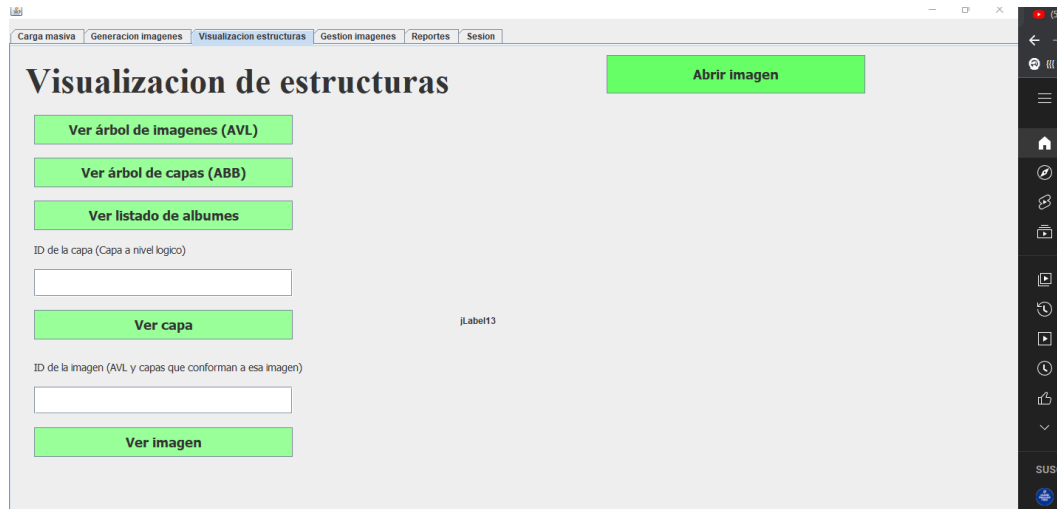 Carga masiva Generacion imagenes Visualizacion estructuras Gestion imagenes Reportes Sesion
Visualizacion de estructuras
Abrir imagen
Ver árbol de imagenes (AVL)
Ver árbol de capas (ABB)
Ver listado de albumes
ID de la capa (Capa a nivel logico)
Ver capa
jLabel13
ID de la imagen (AVL y capas que conforman a esa imagen)
Ver imagen
(5
SUS